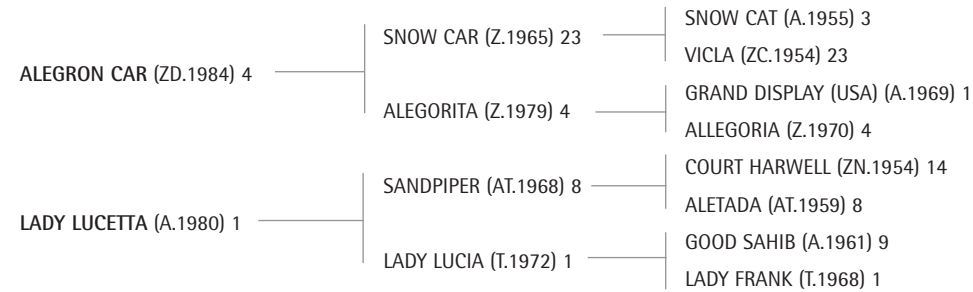 ALEGRON CAR (ZD.1984) 4
SNOW CAR (Z.1965) 23
SNOW CAT (A.1955) 3
VICLA (ZC.1954) 23
ALEGORITA (Z.1979) 4
GRAND DISPLAY (USA) (A.1969) 1
ALLEGORIA (Z.1970) 4
LADY LUCETTA (A.1980) 1
SANDPIPER (AT.1968) 8
COURT HARWELL (ZN.1954) 14
ALETADA (AT.1959) 8
LADY LUCIA (T.1972) 1
GOOD SAHIB (A.1961) 9
LADY FRANK (T.1968) 1